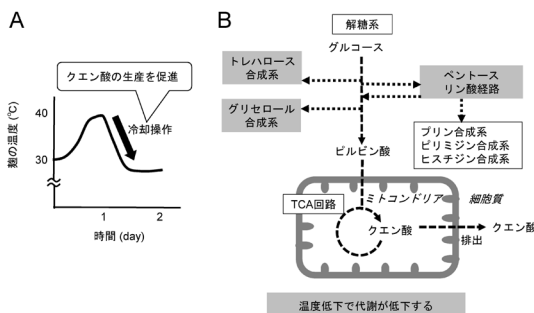 A
クエン酸の生産を促進
麹の温度 (℃)
40
30
冷却操作
1
2
時間 (day)
B
解糖系
グルコース
トレハロース
合成系
ペントース
リン酸経路
グリセロール
合成系
プリン合成系
ピリミジン合成系
ヒスチジン合成系
ピルビン酸
TCA回路
ミトコンドリア
細胞質
クエン酸
クエン酸
排出
温度低下で代謝が低下する